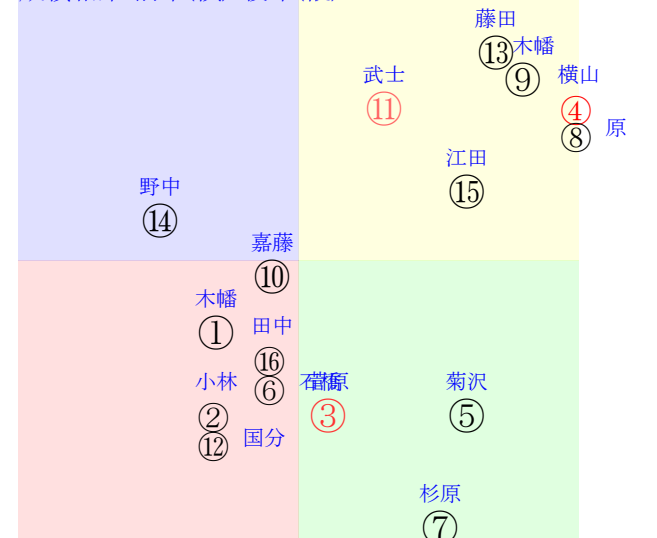 藤田
⑬ 木幡
武士 ⑨ 横山
⑪ ④
⑧ 原
江田
野中 ⑮
⑭
嘉藤
⑩
木幡
① 田中
⑯
小林 ⑥ 菊沢
② ③ ⑤
⑫ 国分
杉原
⑦